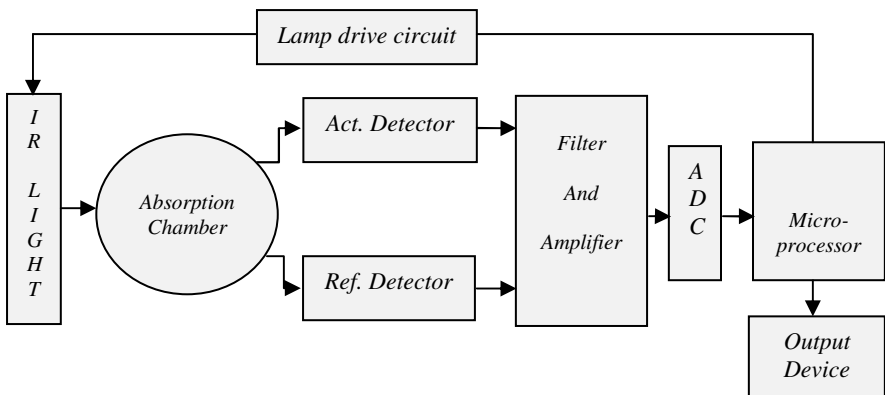 Lamp drive circuit
I
R
L
I
G
H
T
Absorption
Chamber
Act. Detector
Ref. Detector
Filter
And
Amplifier
A
D
C
Micro-
processor
Output
Device